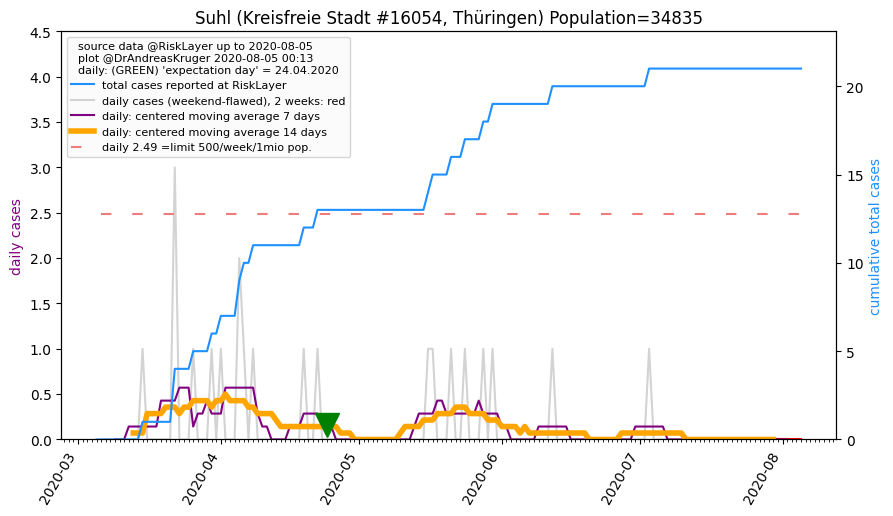 Suhl (Kreisfreie Stadt #16054, Thüringen) Population=34835
source data @RiskLayer up to 2020-08-05
plot @DrAndreasKruger 2020-08-05 00:13
daily: (GREEN) 'expectation day' = 24.04.2020
total cases reported at RiskLayer
daily cases (weekend-flawed), 2 weeks: red
daily: centered moving average 7 days
daily: centered moving average 14 days
daily 2.49 =limit 500/week/1mio pop.
daily cases
4.5
4.0
3.5
3.0
2.5
2.0
1.5
1.0
0.5
0.0
20
15
10
5
0
cumulative total cases
2020-03
2020-04
2020-05
2020-06
2020-07
2020-08